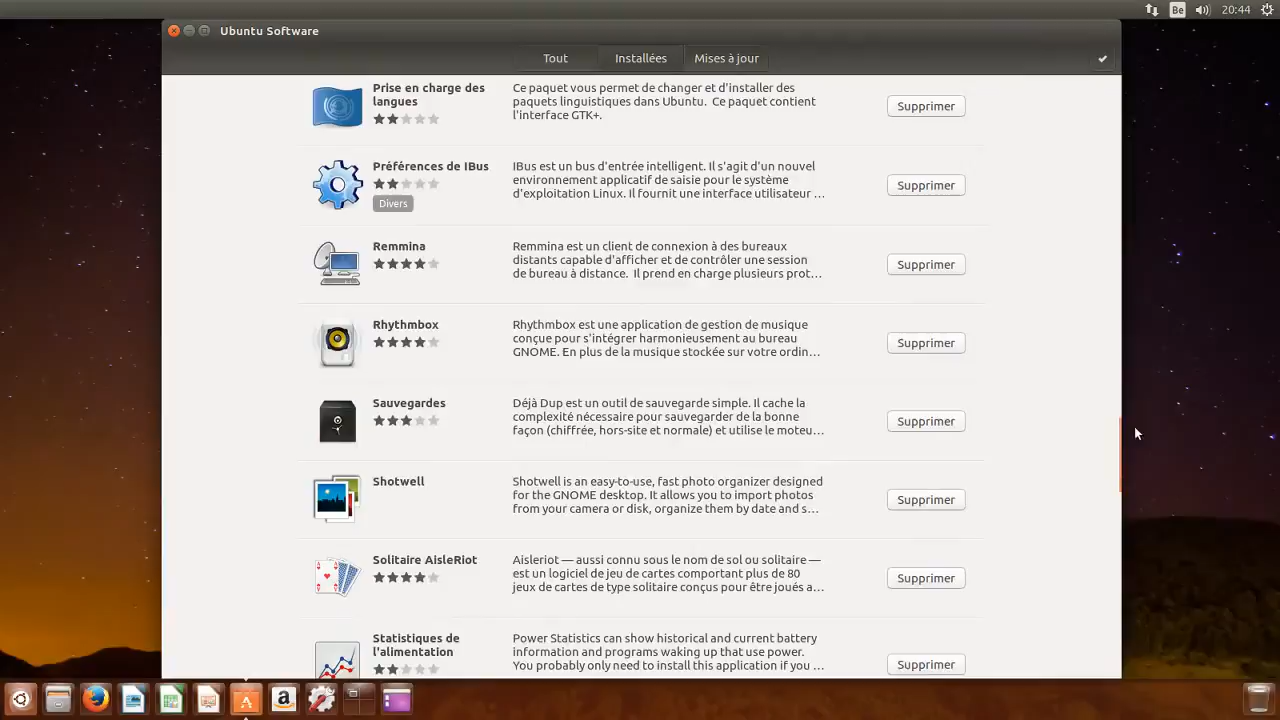 Be
20:44
Ubuntu Software
Tout
Installées
Mises à jour
Prise en charge des
langues
Ce paquet vous permet de changer et d'installer des
paquets linguistiques dans Ubuntu. Ce paquet contient
l'interface GTK+.
Supprimer
Préférences de IBus
Divers
IBus est un bus d'entrée intelligent. Il s'agit d'un nouvel
environnement applicatif de saisie pour le système
d'exploitation Linux. Il fournit une interface utilisateur ...
Supprimer
Remmina
Remmina est un client de connexion à des bureaux
distants capable d'afficher et de contrôler une session
de bureau à distance. Il prend en charge plusieurs prot...
Supprimer
Rhythmbox
Rhythmbox est une application de gestion de musique
conçue pour s'intégrer harmonieusement au bureau
GNOME. En plus de la musique stockée sur votre ordin...
Supprimer
Sauvegardes
Déjà Dup est un outil de sauvegarde simple. Il cache la
complexité nécessaire pour sauvegarder de la bonne
façon (chiffrée, hors-site et normale) et utilise le moteu...
Supprimer
Shotwell
Shotwell is an easy-to-use, fast photo organizer designed
for the GNOME desktop. It allows you to import photos
from your camera or disk, organize them by date and s...
Supprimer
Solitaire AisleRiot
Aisleriot — aussi connu sous le nom de sol ou solitaire —
est un logiciel de jeu de cartes comportant plus de 80
jeux de cartes de type solitaire conçus pour être joués a...
Supprimer
Statistiques de
l'alimentation
Power Statistics can show historical and current battery
information and programs waking up that use power.
You probably only need to install this application if you ...
Supprimer